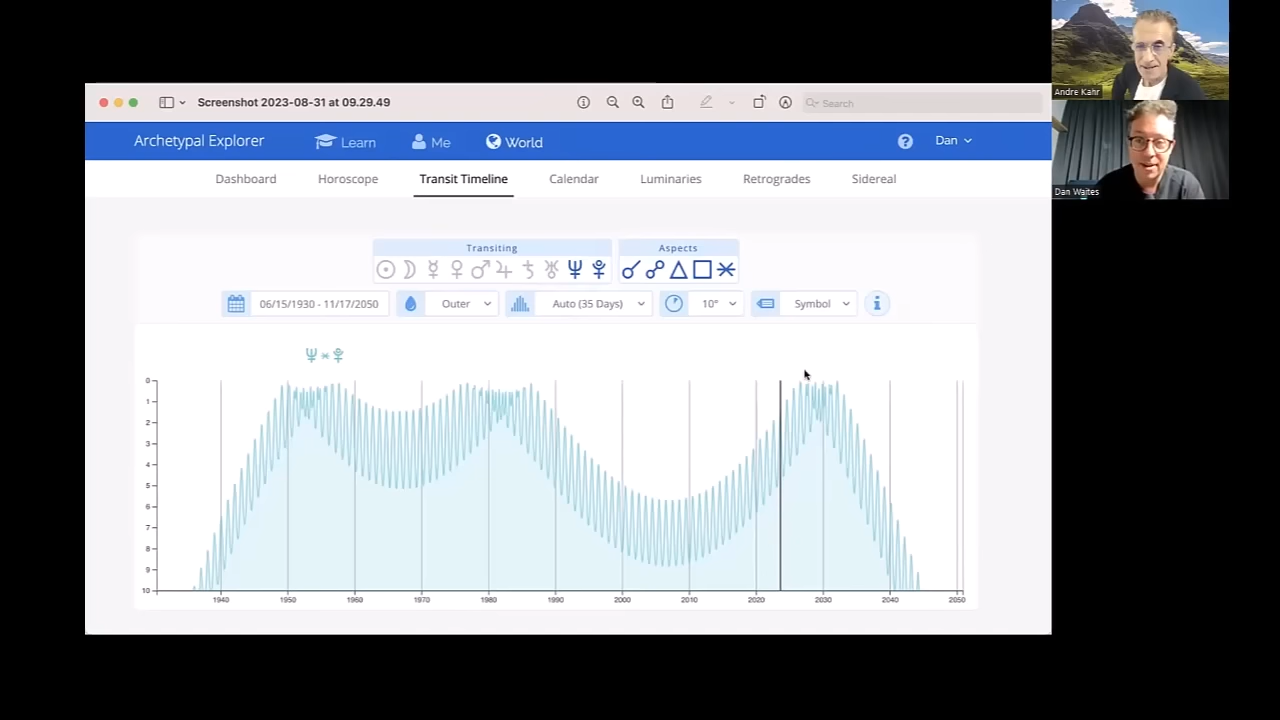 Andre Kahr
Screenshot 2023-08-31 at 09.29.49
Search
Archetypal Explorer
Learn
Me
World
?
Dan
Dan Waites
Dashboard
Horoscope
Transit Timeline
Calendar
Luminaries
Retrogrades
Sidereal
Transiting
Aspects
☉ ☽ ☿ ♀ ♂ ♃ ♄ ♅ ♆ ⯓
☌ ☍ △ □ ⚹
06/15/1930 - 11/17/2050
Outer
Auto (35 Days)
10°
Symbol
i
♆ ⚹ ⯓
0
1
2
3
4
5
6
7
8
9
10
1940 1950 1960 1970 1980 1990 2000 2010 2020 2030 2040 2050